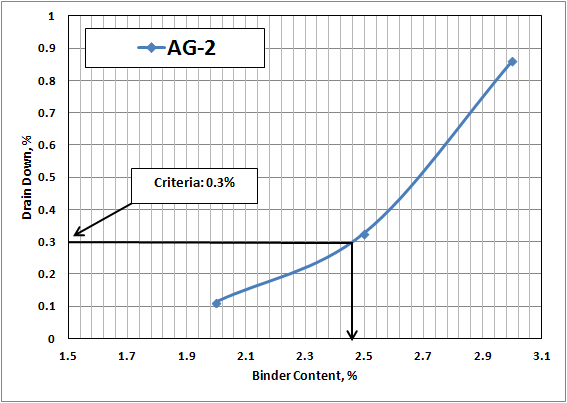 1
0.9
0.8
0.7
0.6
0.5
0.4
0.3
0.2
0.1
0
Drain Down, %
AG-2
Criteria: 0.3%
1.5 1.7 1.9 2.1 2.3 2.5 2.7 2.9 3.1
Binder Content, %